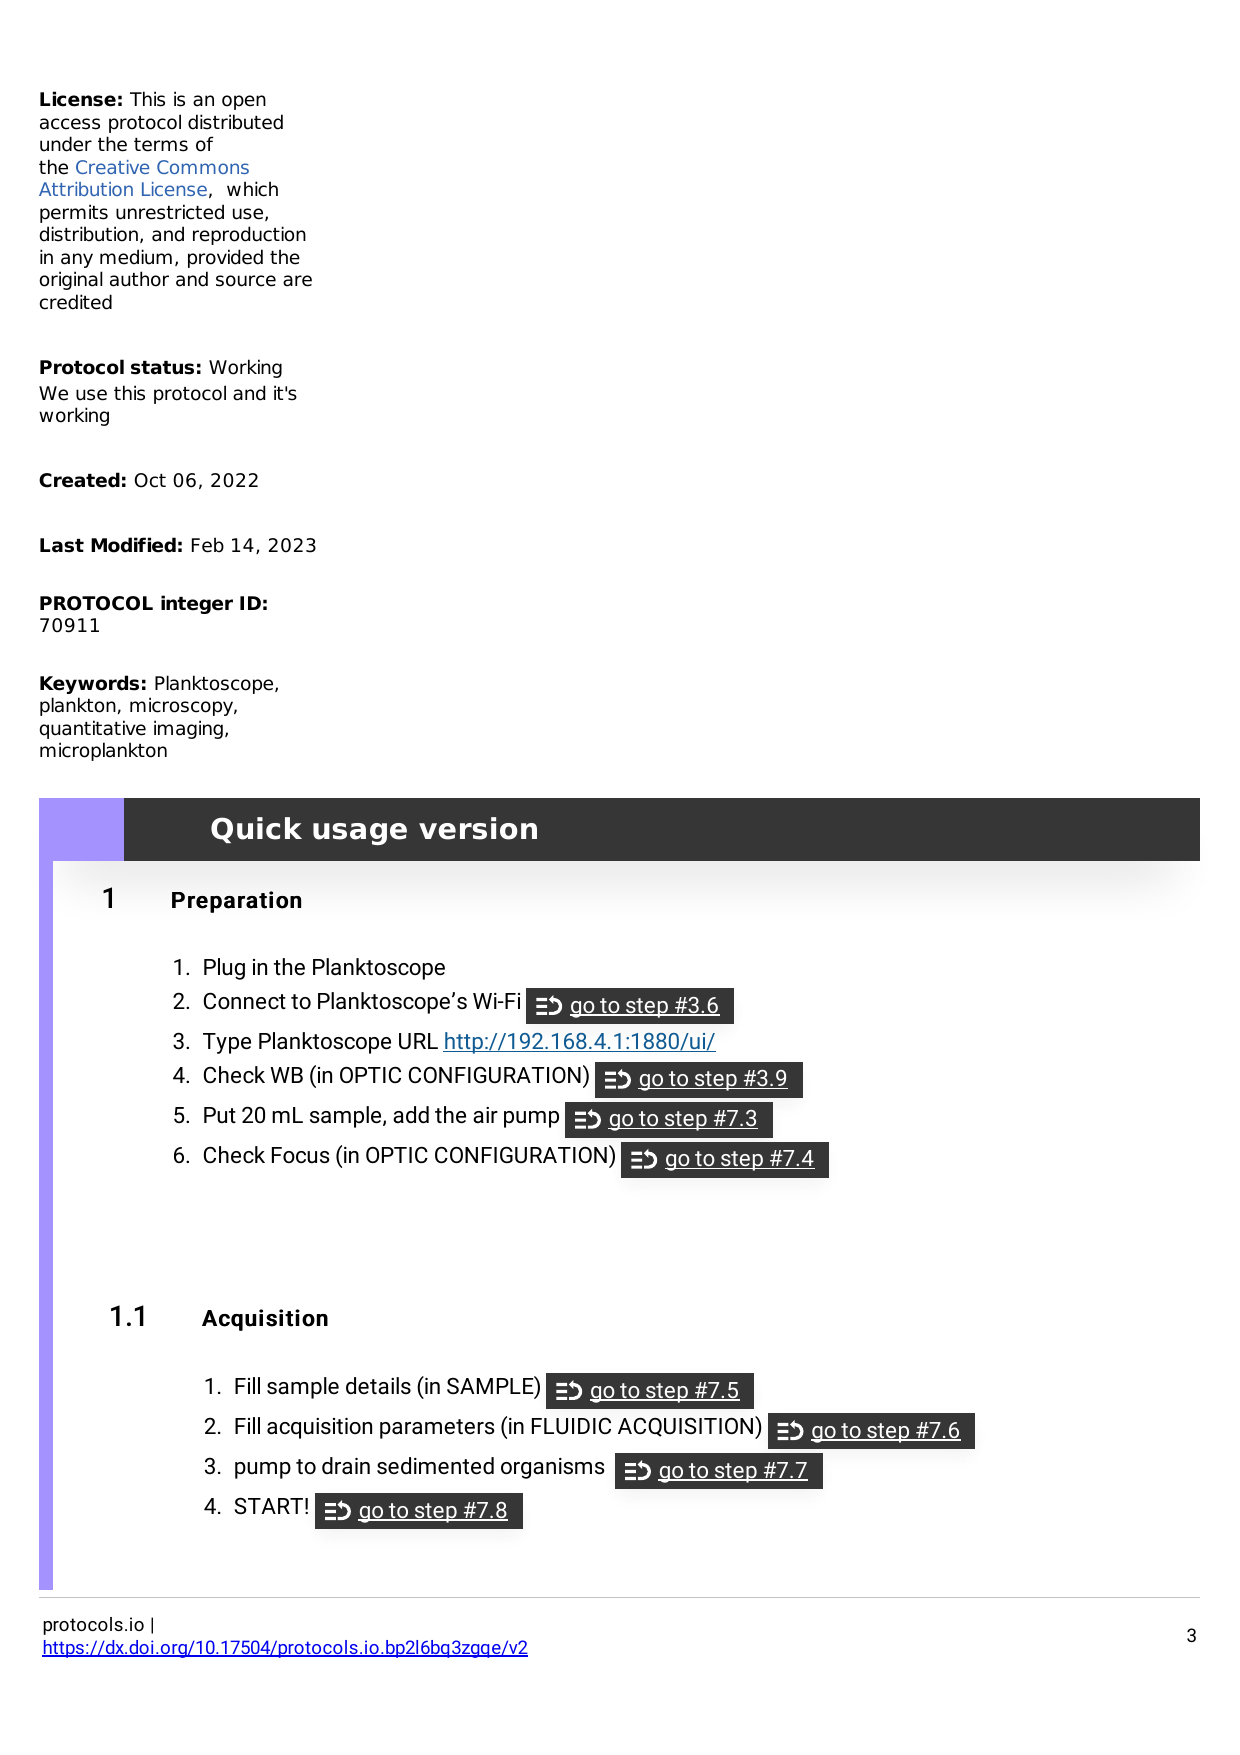 License: This is an open
access protocol distributed
under the terms of
the Creative Commons
Attribution License,  which
permits unrestricted use,
distribution, and reproduction
in any medium, provided the
original author and source are
credited
Protocol status: Working
We use this protocol and it's
working
Created: Oct 06, 2022
Last Modified: Feb 14, 2023
PROTOCOL integer ID:
70911
Keywords: Planktoscope,
plankton, microscopy,
quantitative imaging,
microplankton
Quick usage version
1 Preparation
1. Plug in the Planktoscope
2. Connect to Planktoscope’s Wi-Fi go to step #3.6
3. Type Planktoscope URL http://192.168.4.1:1880/ui/
4. Check WB (in OPTIC CONFIGURATION) go to step #3.9
5. Put 20 mL sample, add the air pump go to step #7.3
6. Check Focus (in OPTIC CONFIGURATION) go to step #7.4
1.1 Acquisition
1. Fill sample details (in SAMPLE) go to step #7.5
2. Fill acquisition parameters (in FLUIDIC ACQUISITION) go to step #7.6
3. pump to drain sedimented organisms go to step #7.7
4. START! go to step #7.8
protocols.io |
https://dx.doi.org/10.17504/protocols.io.bp2l6bq3zgqe/v2
3